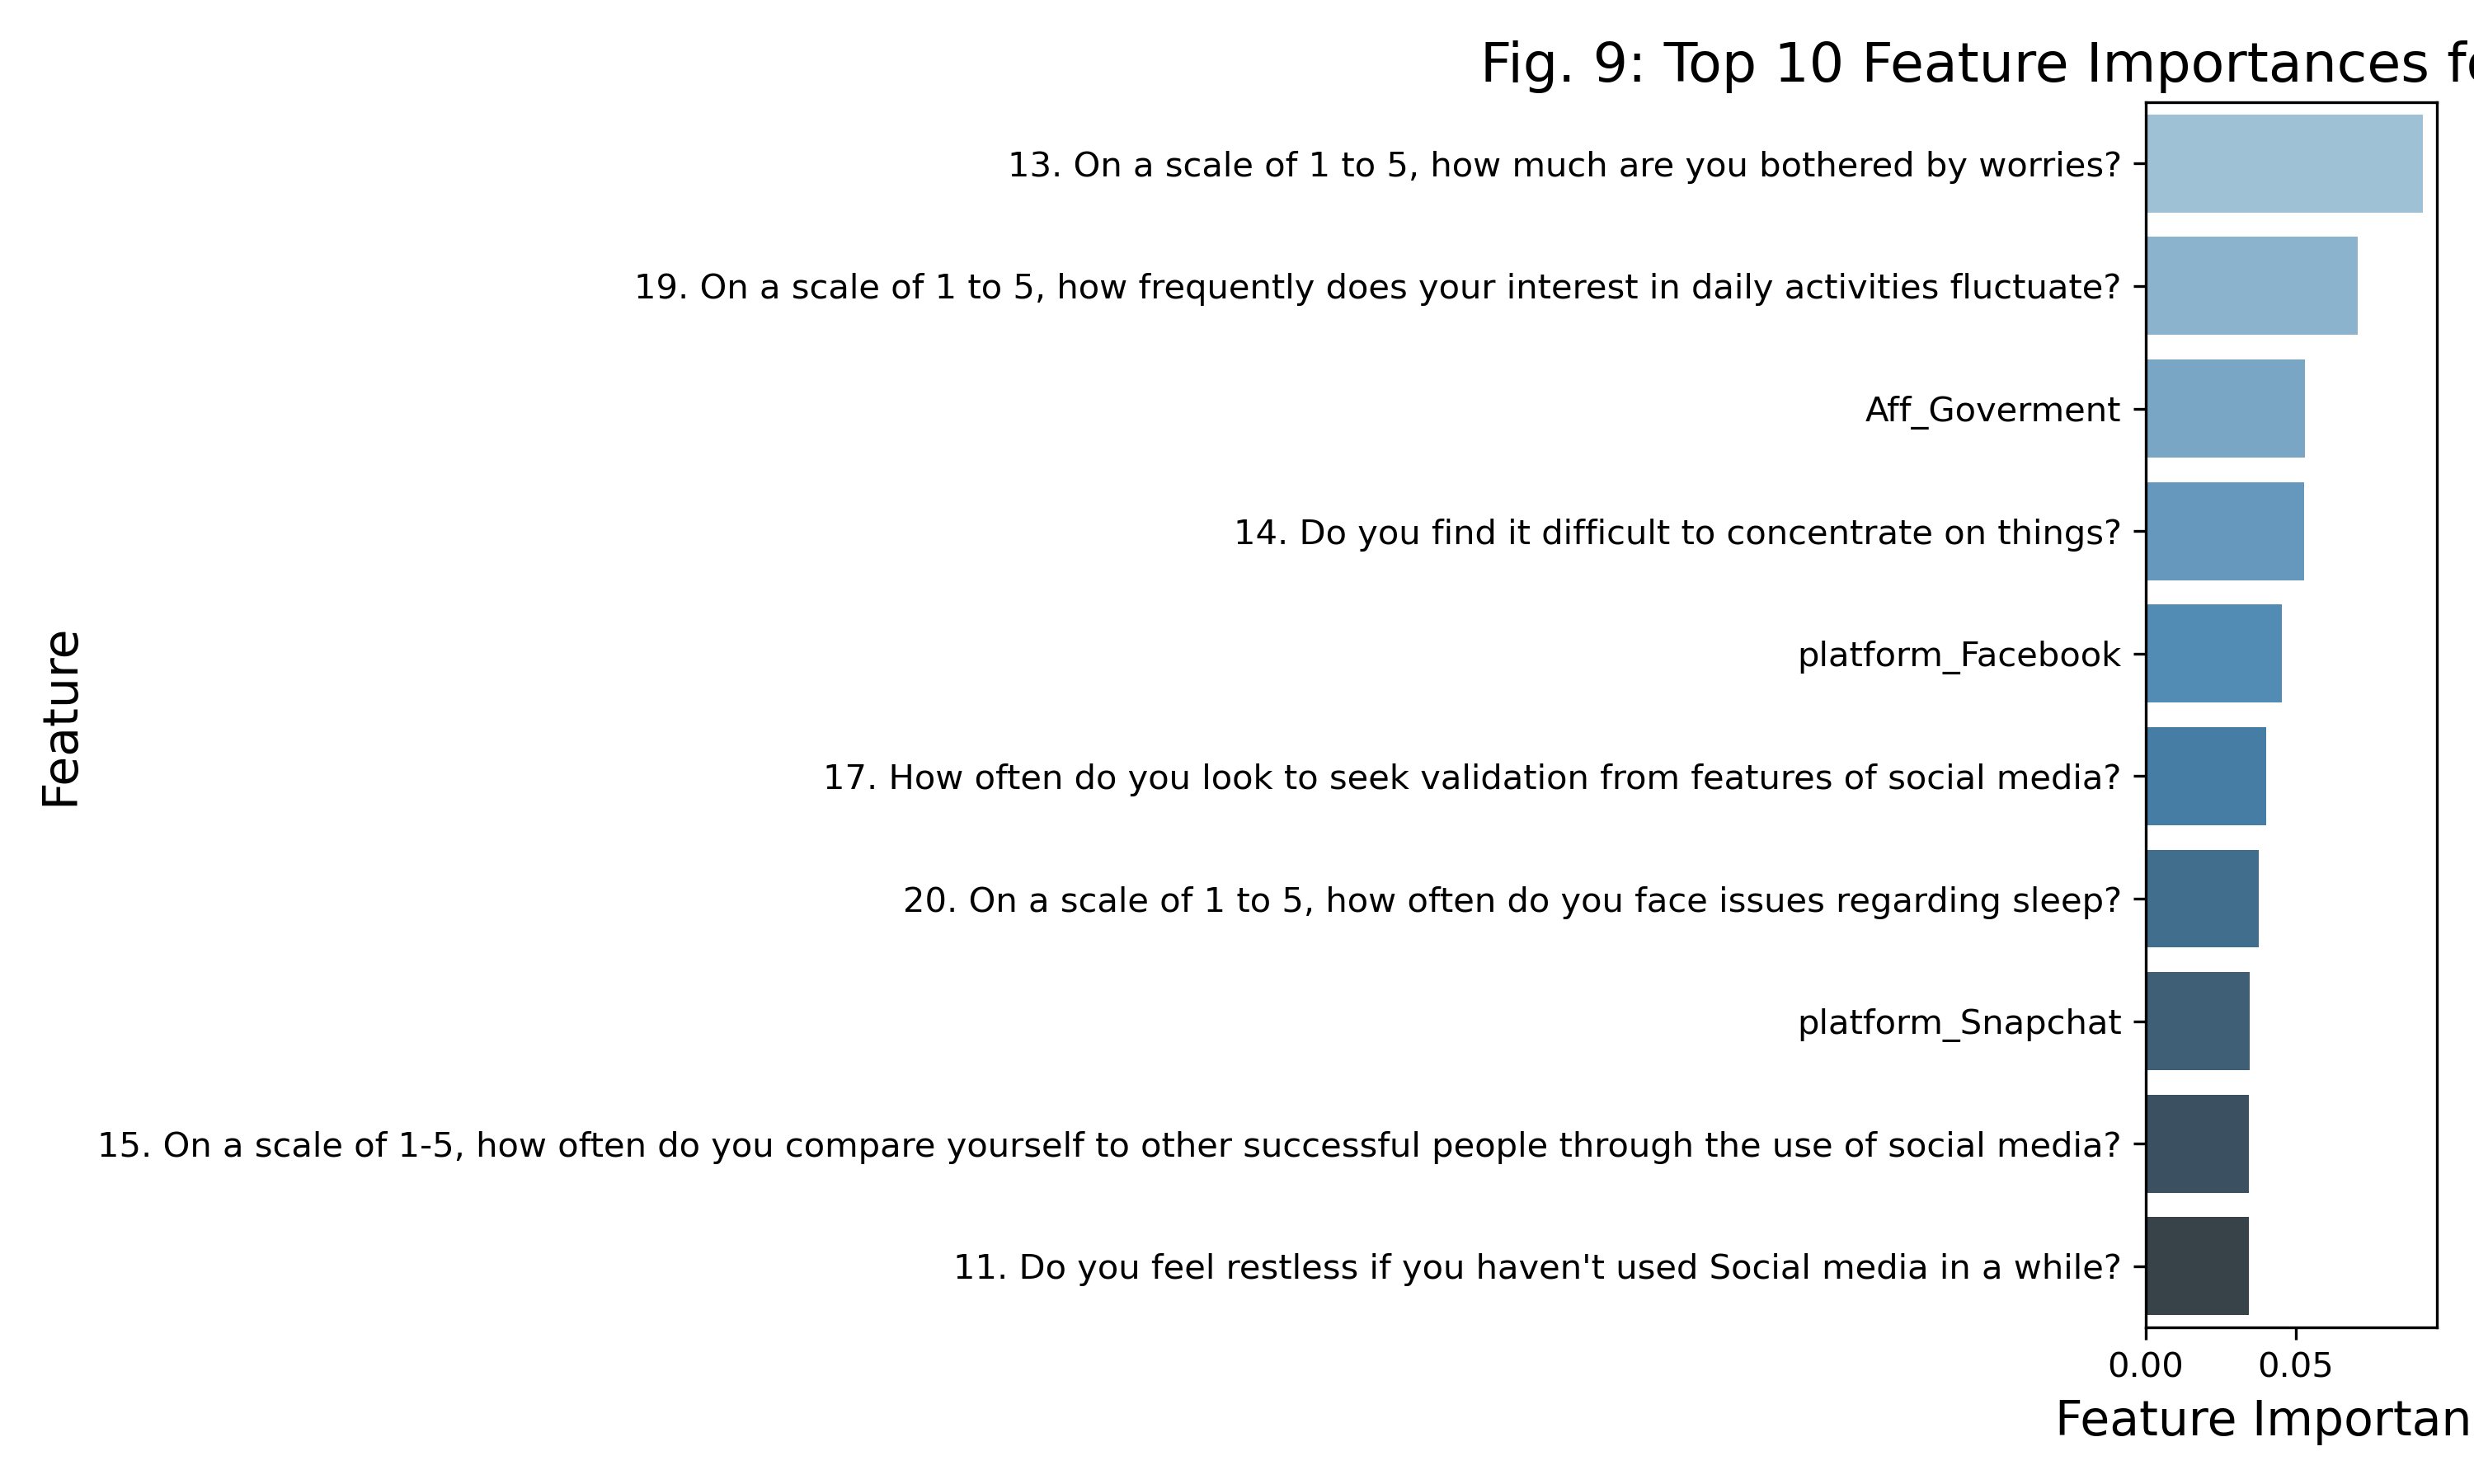 Fig. 9: Top 10 Feature Importances
13. On a scale of 1 to 5, how much are you bothered by worries?
19. On a scale of 1 to 5, how frequently does your interest in daily activities fluctuate?
Aff_Goverment
14. Do you find it difficult to concentrate on things?
platform_Facebook
17. How often do you look to seek validation from features of social media?
20. On a scale of 1 to 5, how often do you face issues regarding sleep?
platform_Snapchat
15. On a scale of 1-5, how often do you compare yourself to other successful people through the use of social media?
11. Do you feel restless if you haven't used Social media in a while?
Feature
0.00 0.05
Feature Importan